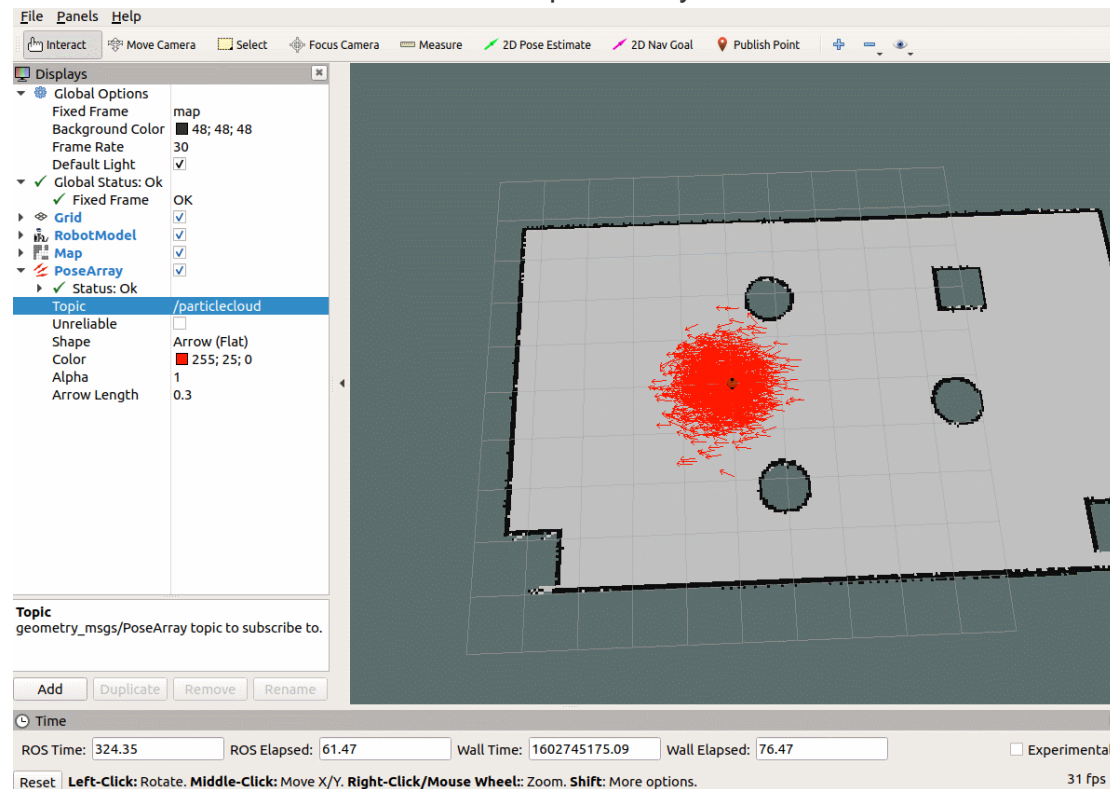 File Panels Help
Interact Move Camera Select Focus Camera Measure 2D Pose Estimate 2D Nav Goal Publish Point
Displays
Global Options
Fixed Frame map
Background Color 48; 48; 48
Frame Rate 30
Default Light
Global Status: Ok
Fixed Frame OK
Grid
RobotModel
Map
PoseArray
Status: Ok
Topic /particlecloud
Unreliable
Shape Arrow (Flat)
Color 255; 25; 0
Alpha 1
Arrow Length 0.3
Topic
geometry_msgs/PoseArray topic to subscribe to.
Add Duplicate Remove Rename
Time
ROS Time: 324.35 ROS Elapsed: 61.47 Wall Time: 1602745175.09 Wall Elapsed: 76.47 Experimental
Reset Left-Click: Rotate. Middle-Click: Move X/Y. Right-Click/Mouse Wheel:: Zoom. Shift: More options. 31 fps